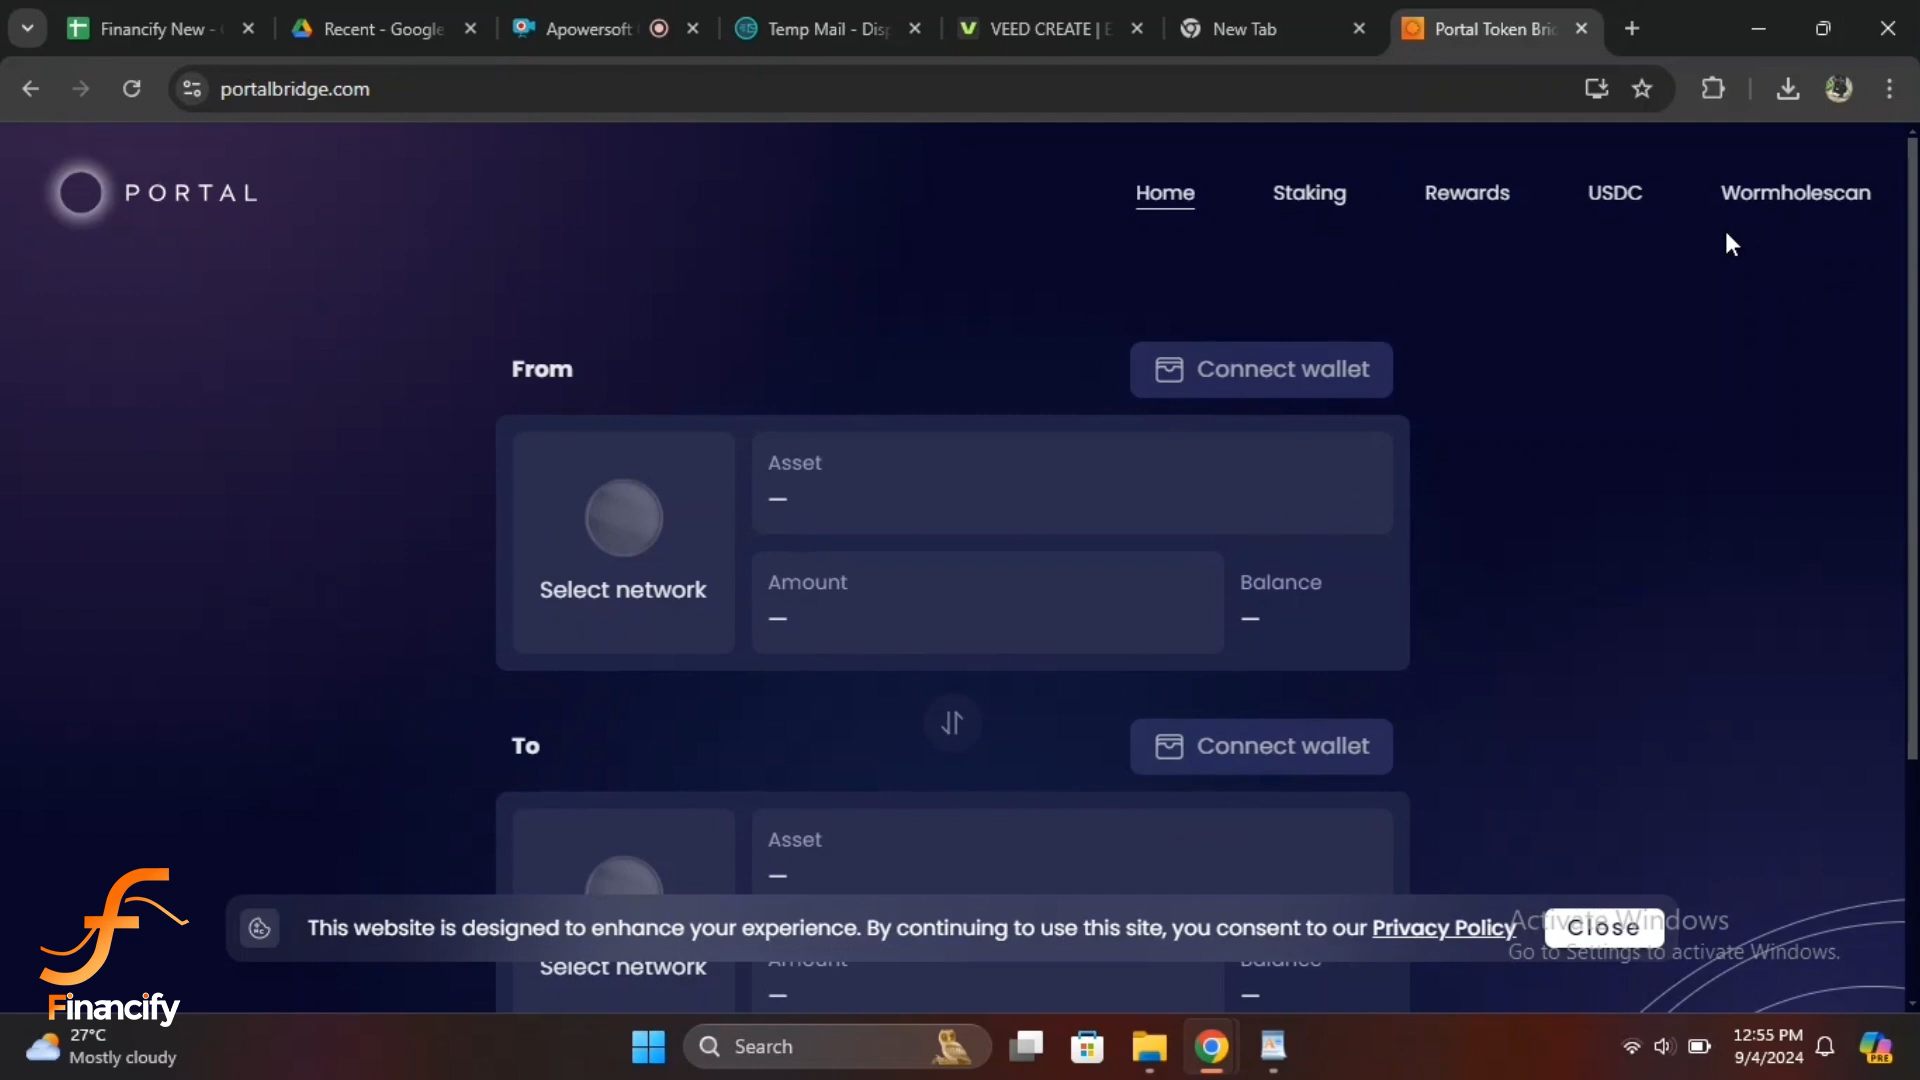 Financify New -
Recent - Google
Apowersoft
Temp Mail - Disp
VEED CREATE | E
New Tab
Portal Token Bric
portalbridge.com
PORTAL
Home
Staking
Rewards
USDC
Wormholescan
From
Connect wallet
Asset
—
Select network
Amount
—
Balance
—
To
Connect wallet
Asset
—
This website is designed to enhance your experience. By continuing to use this site, you consent to our Privacy Policy
Close
Activate Windows
Go to Settings to activate Windows.
Select network
Amount
—
Balance
—
Financify
27°C
Mostly cloudy
Search
12:55 PM
9/4/2024
PRE